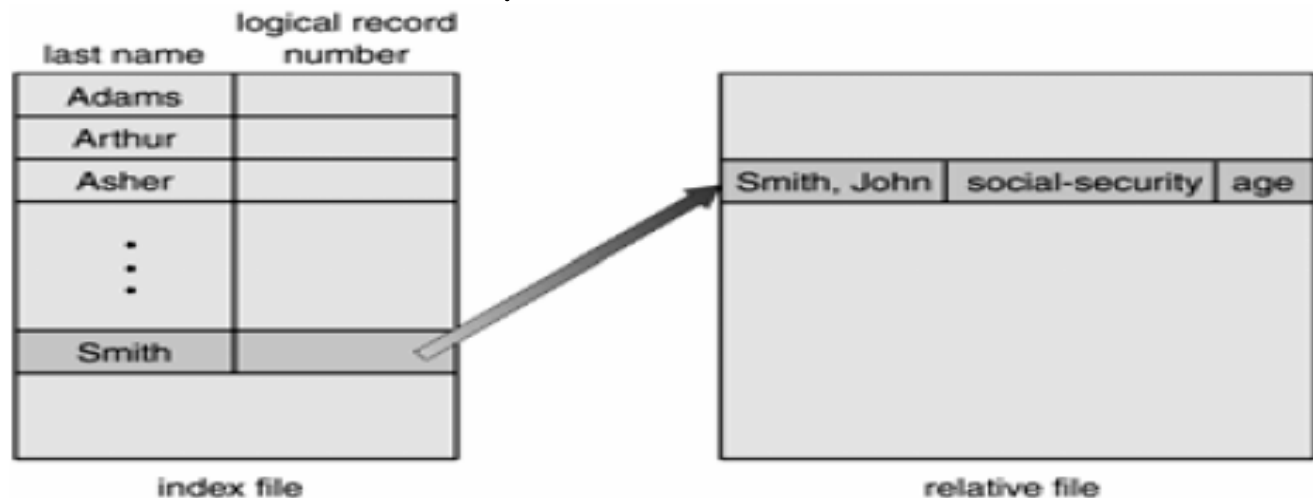 logical record
last name number
Adams
Arthur
Asher
Smith
Smith, John social-security age
index file relative file